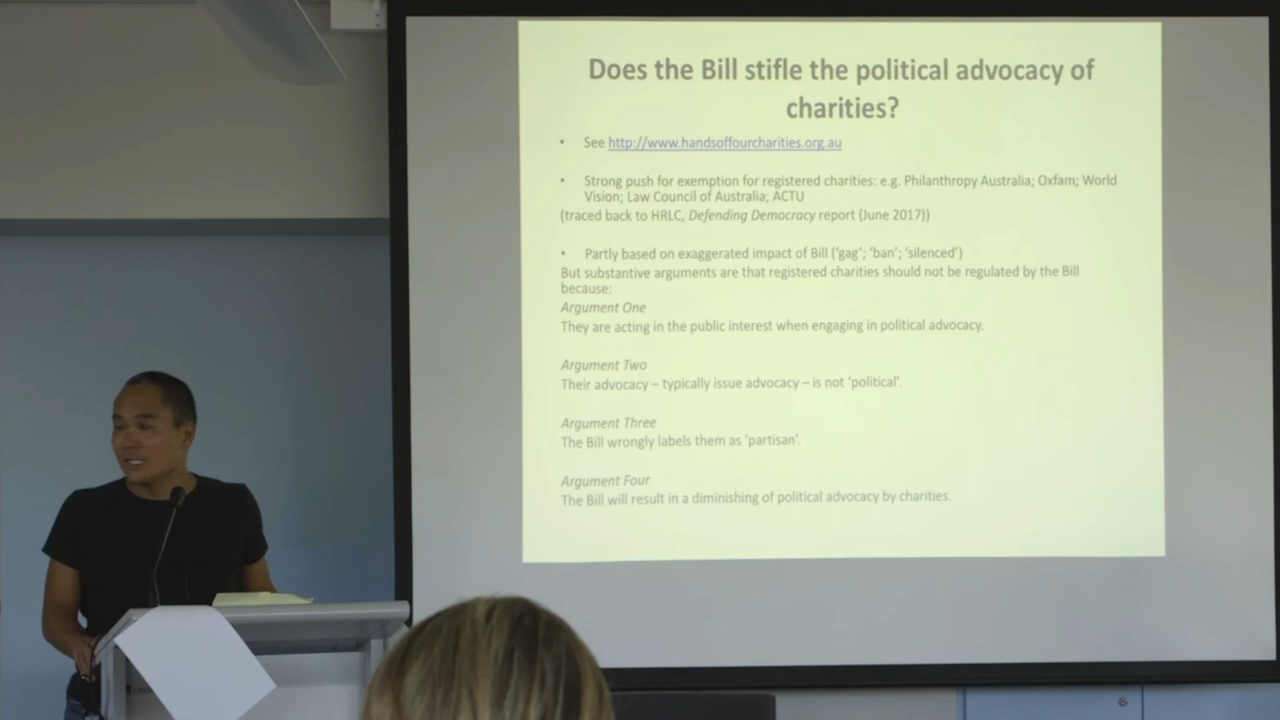 Does the Bill stifle the political advocacy of
charities?
• See http://www.handsoffourcharities.org.au
• Strong push for exemption for registered charities: e.g. Philanthropy Australia; Oxfam; World
Vision; Law Council of Australia; ACTU
(traced back to HRLC, Defending Democracy report (June 2017))
• Partly based on exaggerated impact of Bill (‘gag’; ‘ban’; ‘silenced’)
But substantive arguments are that registered charities should not be regulated by the Bill
because:
Argument One
They are acting in the public interest when engaging in political advocacy.
Argument Two
Their advocacy – typically issue advocacy – is not ‘political’.
Argument Three
The Bill wrongly labels them as ‘partisan’.
Argument Four
The Bill will result in a diminishing of political advocacy by charities.